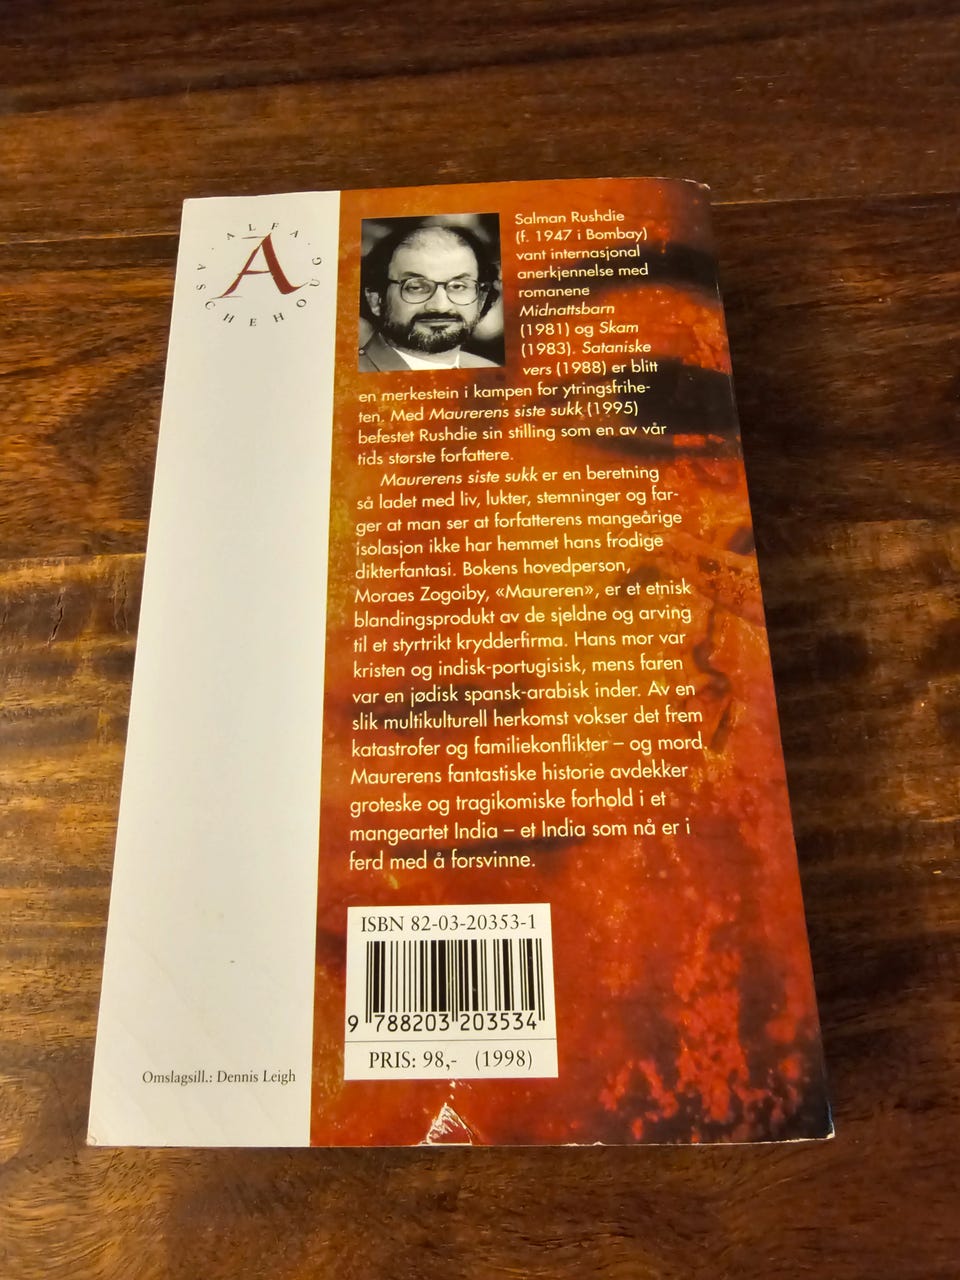 ALFA
A
ASCHEHOUG
Salman Rushdie
(f. 1947 i Bombay)
vant internasjonal
anerkjennelse med
romanene
Midnattsbarn
(1981) og Skam
(1983). Sataniske
vers (1988) er blitt
en merkestein i kampen for ytringsfrihe-
ten. Med Maurerens siste sukk (1995)
befestet Rushdie sin stilling som en av vår
tids største forfattere.
Maurerens siste sukk er en beretning
så ladet med liv, lukter, stemninger og far-
ger at man ser at forfatterens mangeårige
isolasjon ikke har hemmet hans frodige
dikterfantasi. Bokens hovedperson,
Moraes Zogoiby, «Maureren», er et etnisk
blandingsprodukt av de sjeldne og arving
til et styrtrikt krydderfirma. Hans mor var
kristen og indisk-portugisisk, mens faren
var en jødisk spansk-arabisk inder. Av en
slik multikulturell herkomst vokser det frem
katastrofer og familiekonflikter – og mord.
Maurerens fantastiske historie avdekker
groteske og tragikomiske forhold i et
mangeartet India – et India som nå er i
ferd med å forsvinne.
ISBN 82-03-20353-1
9 788203 203534
PRIS: 98,- (1998)
Omslagsill.: Dennis Leigh